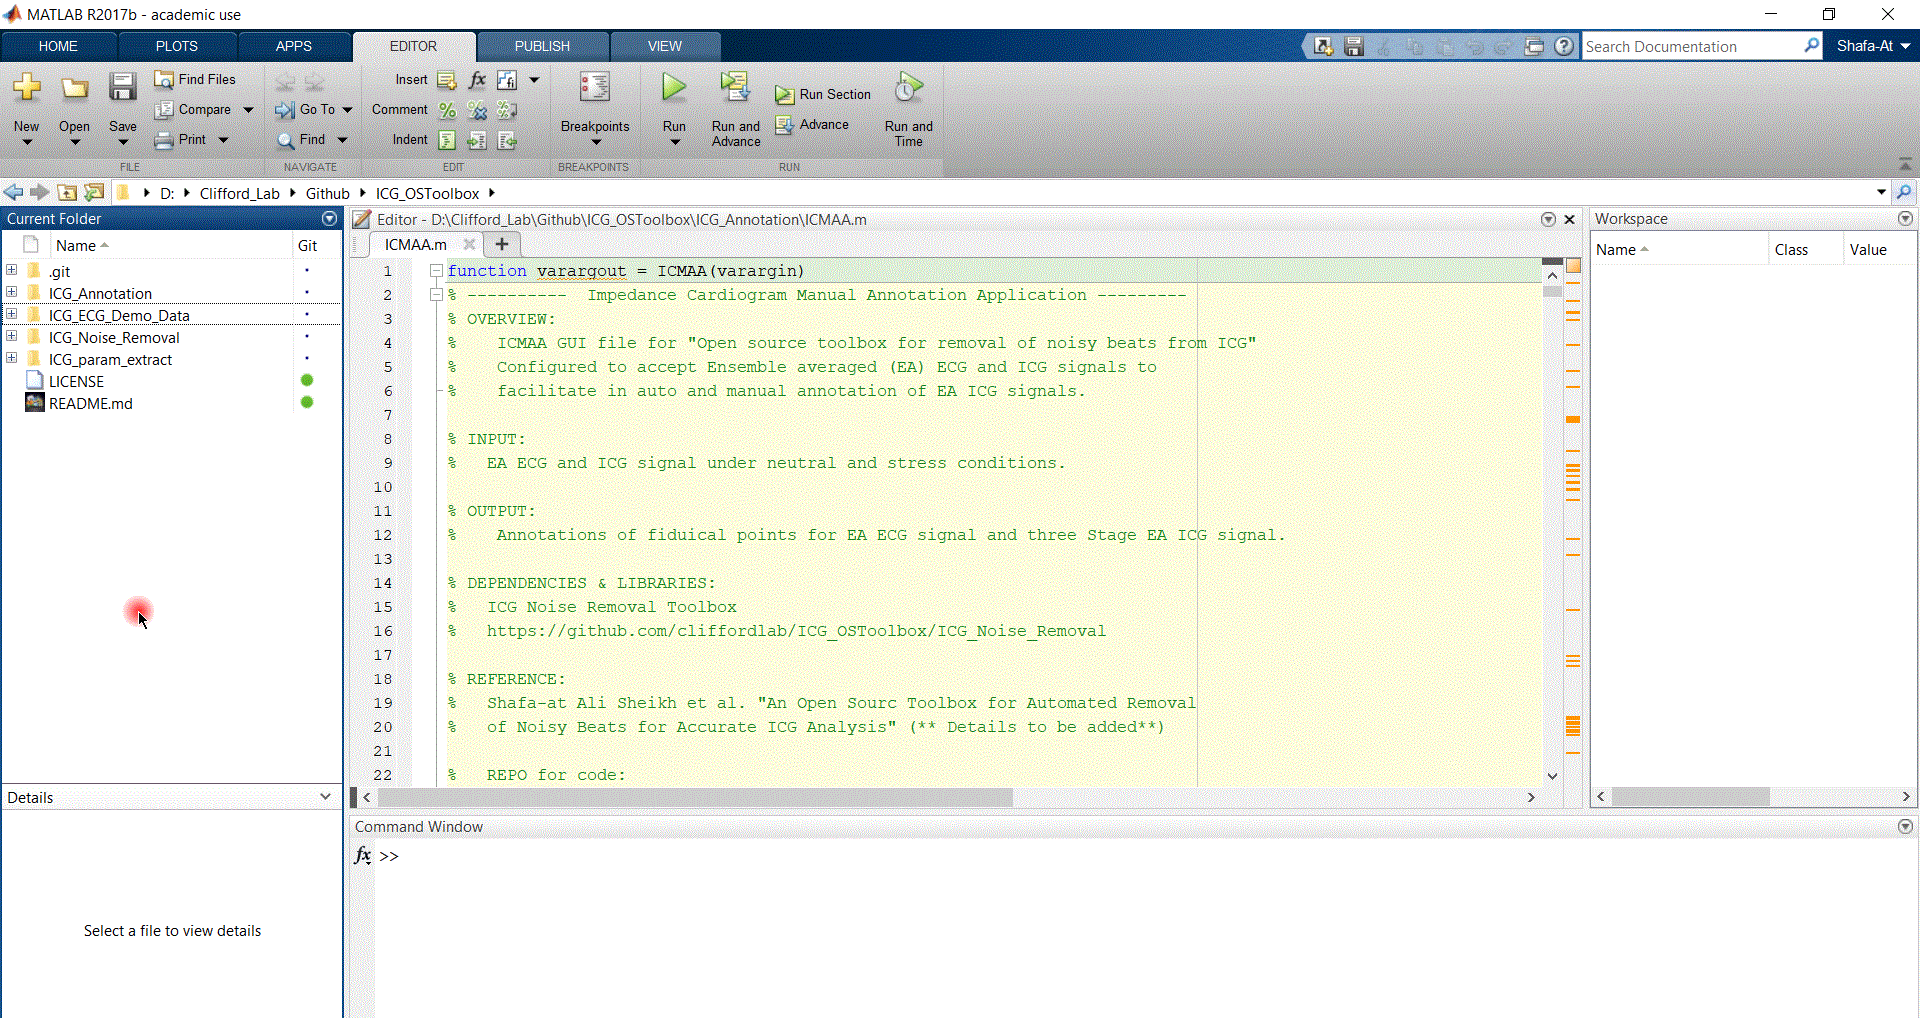 MATLAB R2017b - academic use
HOME PLOTS APPS EDITOR PUBLISH VIEW
Search Documentation
Shafa-At
New
Open
Save
Find Files
Compare
Print
Go To
Find
Insert
Comment
Indent
Breakpoints
Run
Run and Advance
Run Section
Advance
Run and Time
FILE NAVIGATE EDIT BREAKPOINTS RUN
D: Clifford_Lab Github ICG_OSToolbox
Current Folder
Name Git
.git
ICG_Annotation
ICG_ECG_Demo_Data
ICG_Noise_Removal
ICG_param_extract
LICENSE
README.md
Details
Select a file to view details
Editor - D:\Clifford_Lab\Github\ICG_OSToolbox\ICG_Annotation\ICMAA.m
ICMAA.m
1 function varargout = ICMAA(varargin)
2 % ---------- Impedance Cardiogram Manual Annotation Application ---------
3 % OVERVIEW:
4 % ICMAA GUI file for "Open source toolbox for removal of noisy beats from ICG"
5 % Configured to accept Ensemble averaged (EA) ECG and ICG signals to
6 % facilitate in auto and manual annotation of EA ICG signals.
7
8 % INPUT:
9 % EA ECG and ICG signal under neutral and stress conditions.
10
11 % OUTPUT:
12 % Annotations of fiduical points for EA ECG signal and three Stage EA ICG signal.
13
14 % DEPENDENCIES & LIBRARIES:
15 % ICG Noise Removal Toolbox
16 % https://github.com/cliffordlab/ICG_OSToolbox/ICG_Noise_Removal
17
18 % REFERENCE:
19 % Shafa-at Ali Sheikh et al. "An Open Sourc Toolbox for Automated Removal
20 % of Noisy Beats for Accurate ICG Analysis" (** Details to be added**)
21
22 % REPO for code:
Command Window
fx >>
Workspace
Name Class Value